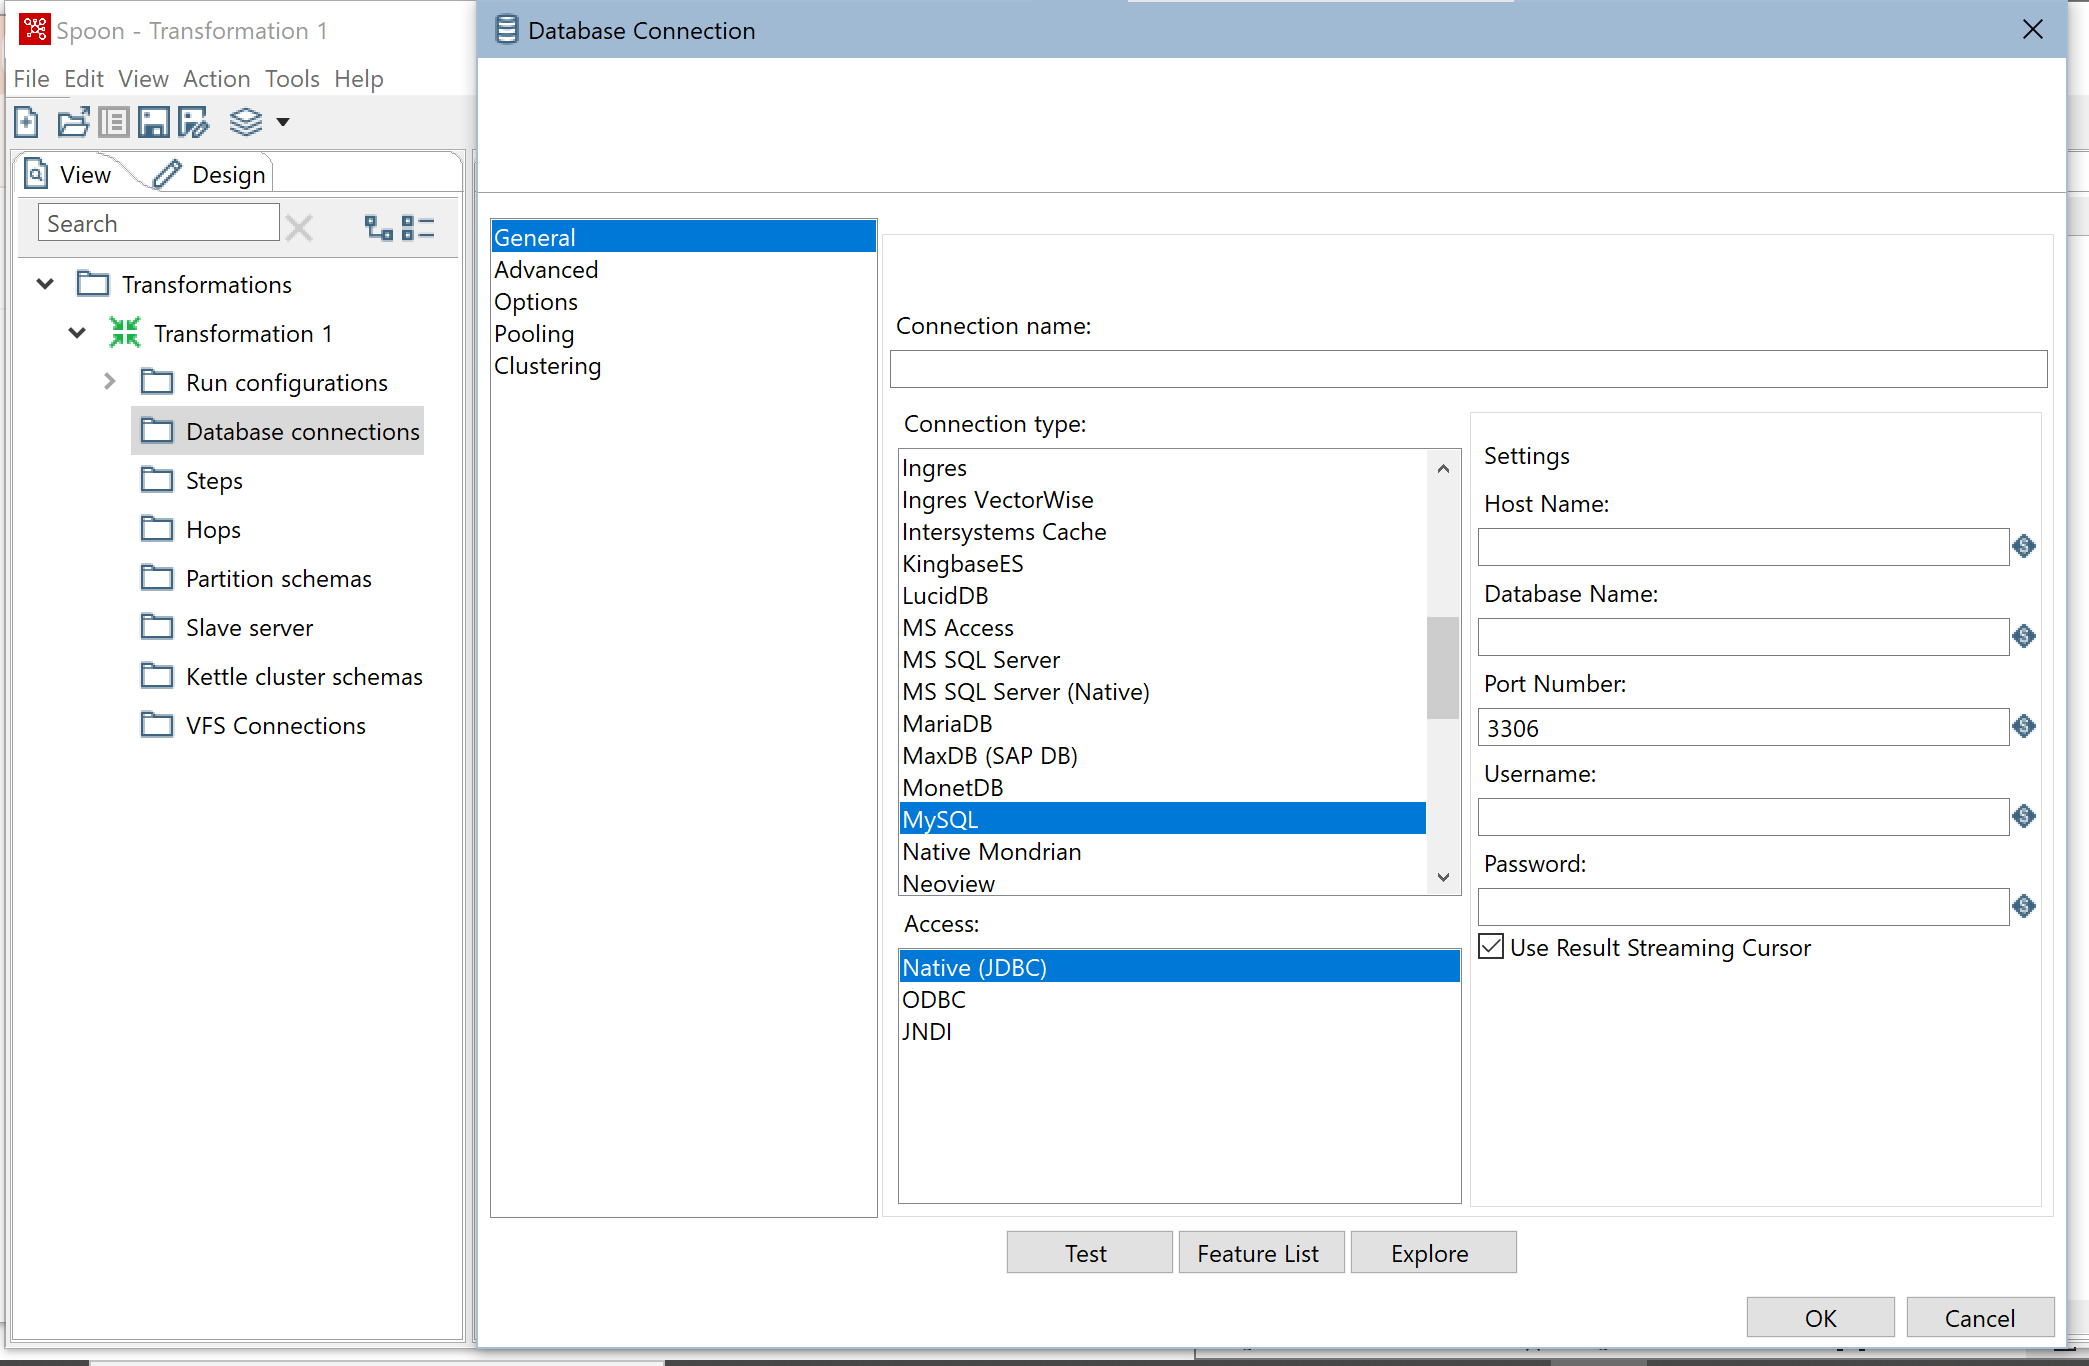 Spoon - Transformation 1
File Edit View Action Tools Help
View Design
Search
Transformations
Transformation 1
Run configurations
Database connections
Steps
Hops
Partition schemas
Slave server
Kettle cluster schemas
VFS Connections
Database Connection
General
Advanced
Options
Pooling
Clustering
Connection name:
Connection type:
Ingres
Ingres VectorWise
Intersystems Cache
KingbaseES
LucidDB
MS Access
MS SQL Server
MS SQL Server (Native)
MariaDB
MaxDB (SAP DB)
MonetDB
MySQL
Native Mondrian
Neoview
Access:
Native (JDBC)
ODBC
JNDI
Settings
Host Name:
Database Name:
Port Number:
3306
Username:
Password:
Use Result Streaming Cursor
Test Feature List Explore
OK Cancel